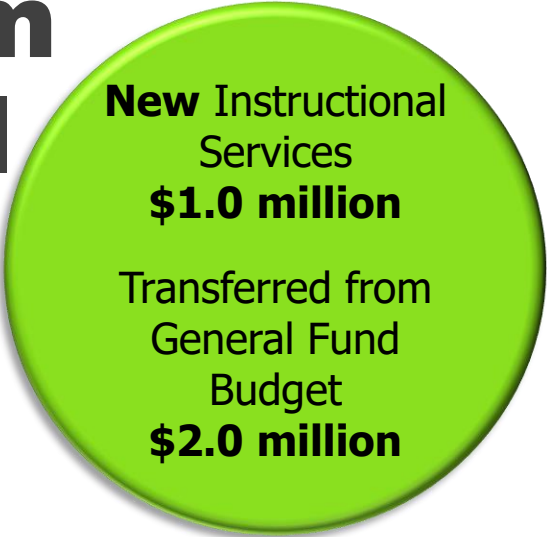 New Instructional
Services
$1.0 million
Transferred from
General Fund
Budget
$2.0 million